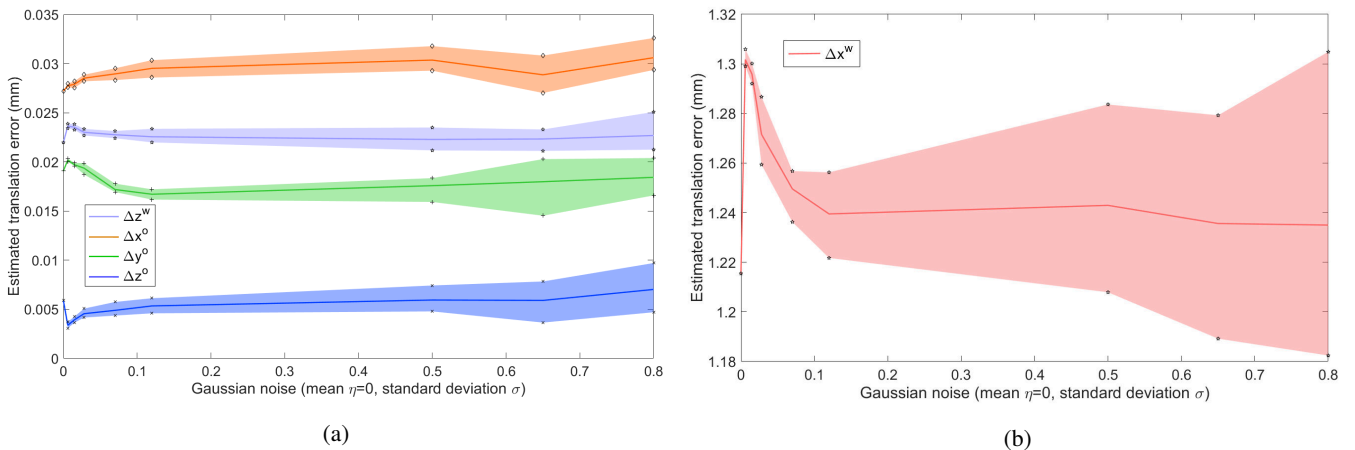 (a)
Estimated translation error (mm)
0.035
0.03
0.025
0.02
0.015
0.01
0.005
0
Δz^w
Δx^o
Δy^o
Δz^o
0 0.1 0.2 0.3 0.4 0.5 0.6 0.7 0.8
Gaussian noise (mean η=0, standard deviation σ)
(a)
(b)
Estimated translation error (mm)
1.32
1.3
1.28
1.26
1.24
1.22
1.2
1.18
Δx^w
0 0.1 0.2 0.3 0.4 0.5 0.6 0.7 0.8
Gaussian noise (mean η=0, standard deviation σ)
(b)